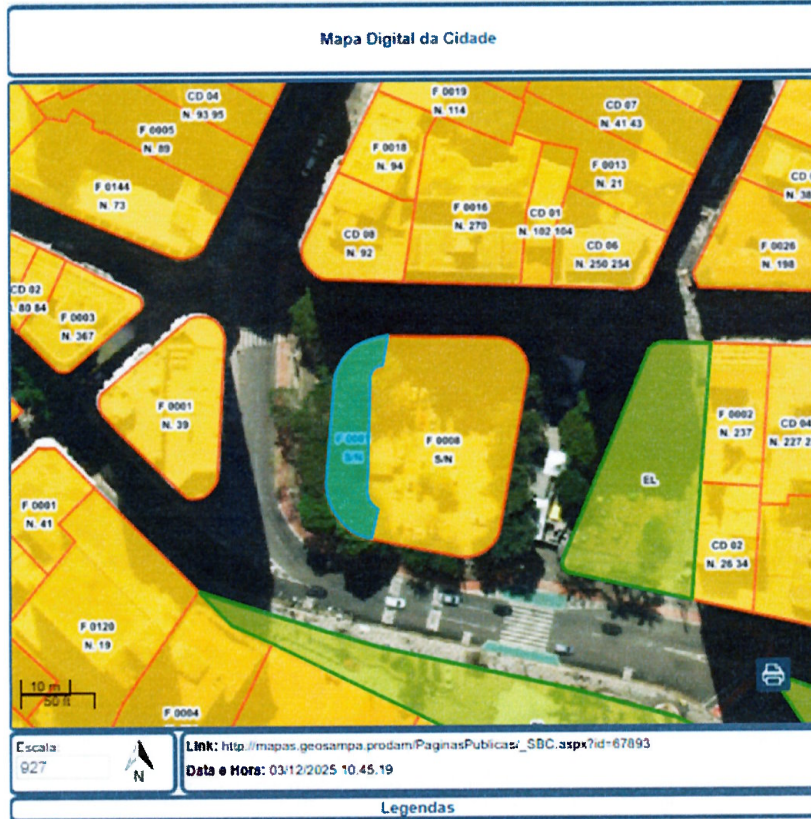 Mapa Digital da Cidade
F 0019
N. 114
CD 04
N. 93 95
F 0005
N. 89
CD 07
N. 41 43
F 0018
N. 94
F 0013
N. 21
F 0144
N. 73
F 0016
N. 270
CD 01
N. 102 104
CD 08
N. 92
CD 06
N. 250 254
F 0026
N. 198
CD 02
F 0003
N. 367
F 0001
N. 39
F 0008
S/N
S/N
F 0002
N. 237
CD 04
N. 227
EL
F 0001
N. 41
CD 02
N. 26 34
F 0120
N. 19
10 m
50 ft
F 0004
Escala:
927
N
Link: http://mapas.geosampa.prodam/PaginasPublicas/_SBC.aspx?id=67893
Data e Hora: 03/12/2025 10.45.19
Legendas